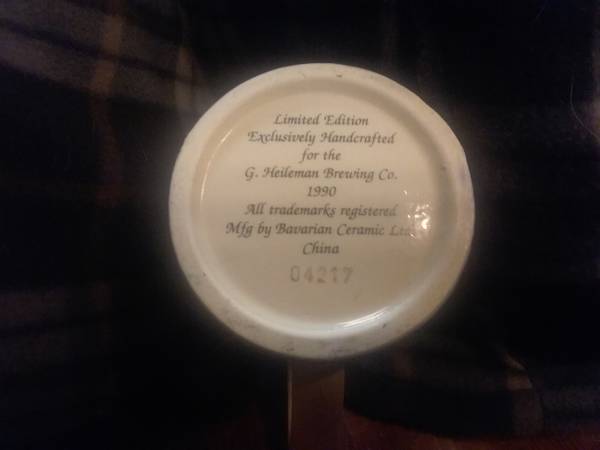 Limited Edition
Exclusively Handcrafted
for the
G. Heileman Brewing Co.
1990
All trademarks registered
Mfg by Bavarian Ceramic
China
04217